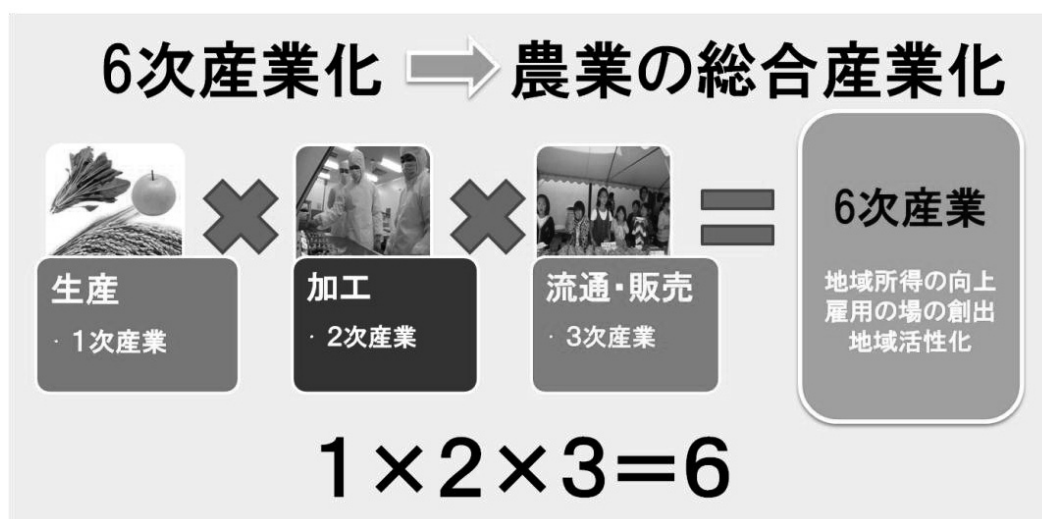 6次産業化 農業の総合産業化
生産
・1次産業
加工
・2次産業
流通・販売
・3次産業
6次産業
地域所得の向上
雇用の場の創出
地域活性化
1×2×3=6